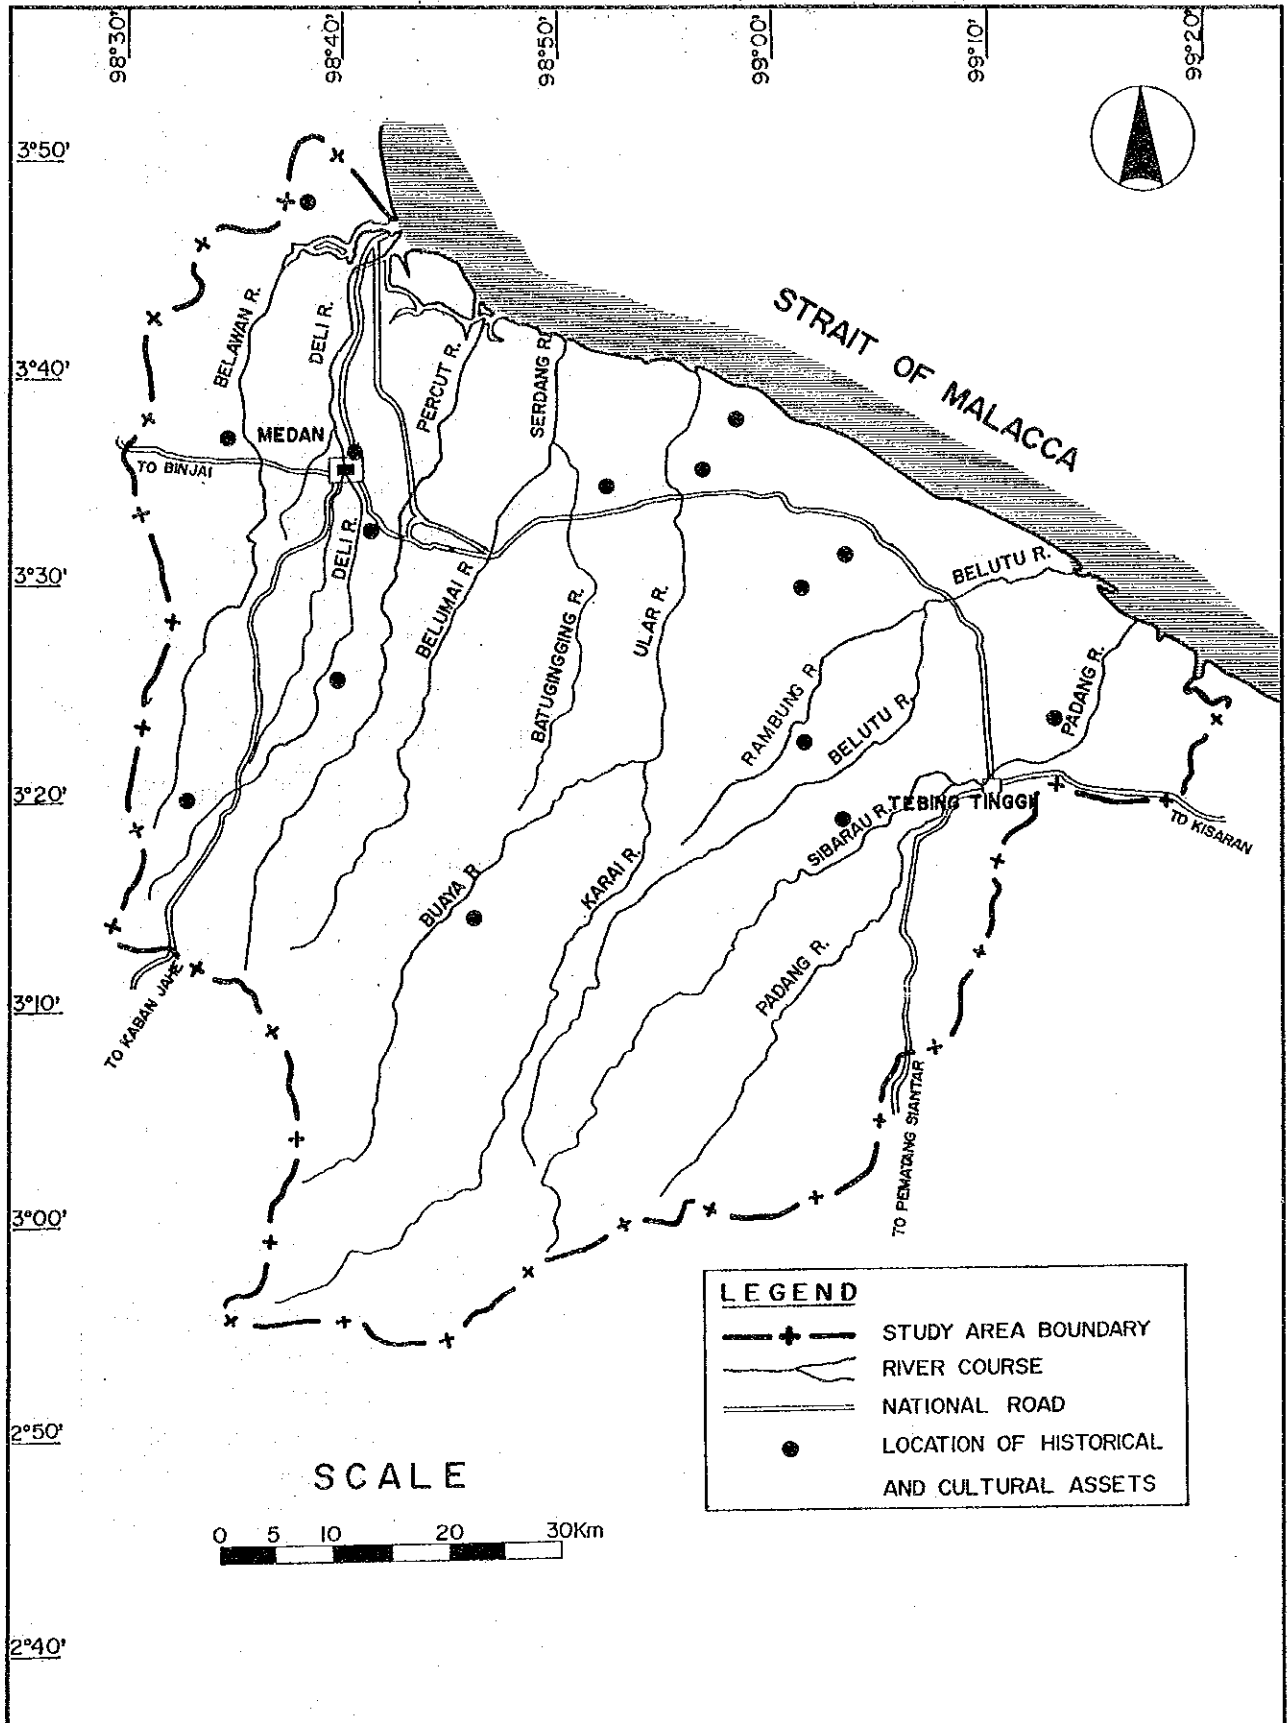 98°30'
98°40'
98°50'
99°00'
99°10'
99°20'
3°50'
3°40'
3°30'
3°20'
3°10'
3°00'
2°50'
2°40'
STRAIT OF MALACCA
BELAWAN R.
DELI R.
PERCUT R.
SERDANG R.
MEDAN
TO BINJAI
DELI R.
BELUMAI R.
BATUGINGGING R.
ULAR R.
BELUTU R.
RAMBUNG R.
BELUTU R.
PADANG R.
TEBING TINGGI
SIBARAU R.
TO KISARAN
BUAYA R.
KARAI R.
PADANG R.
TO KABAN JAHE
TO PEMATANG SIANTAR
LEGEND
STUDY AREA BOUNDARY
RIVER COURSE
NATIONAL ROAD
LOCATION OF HISTORICAL
AND CULTURAL ASSETS
SCALE
0 5 10 20 30Km